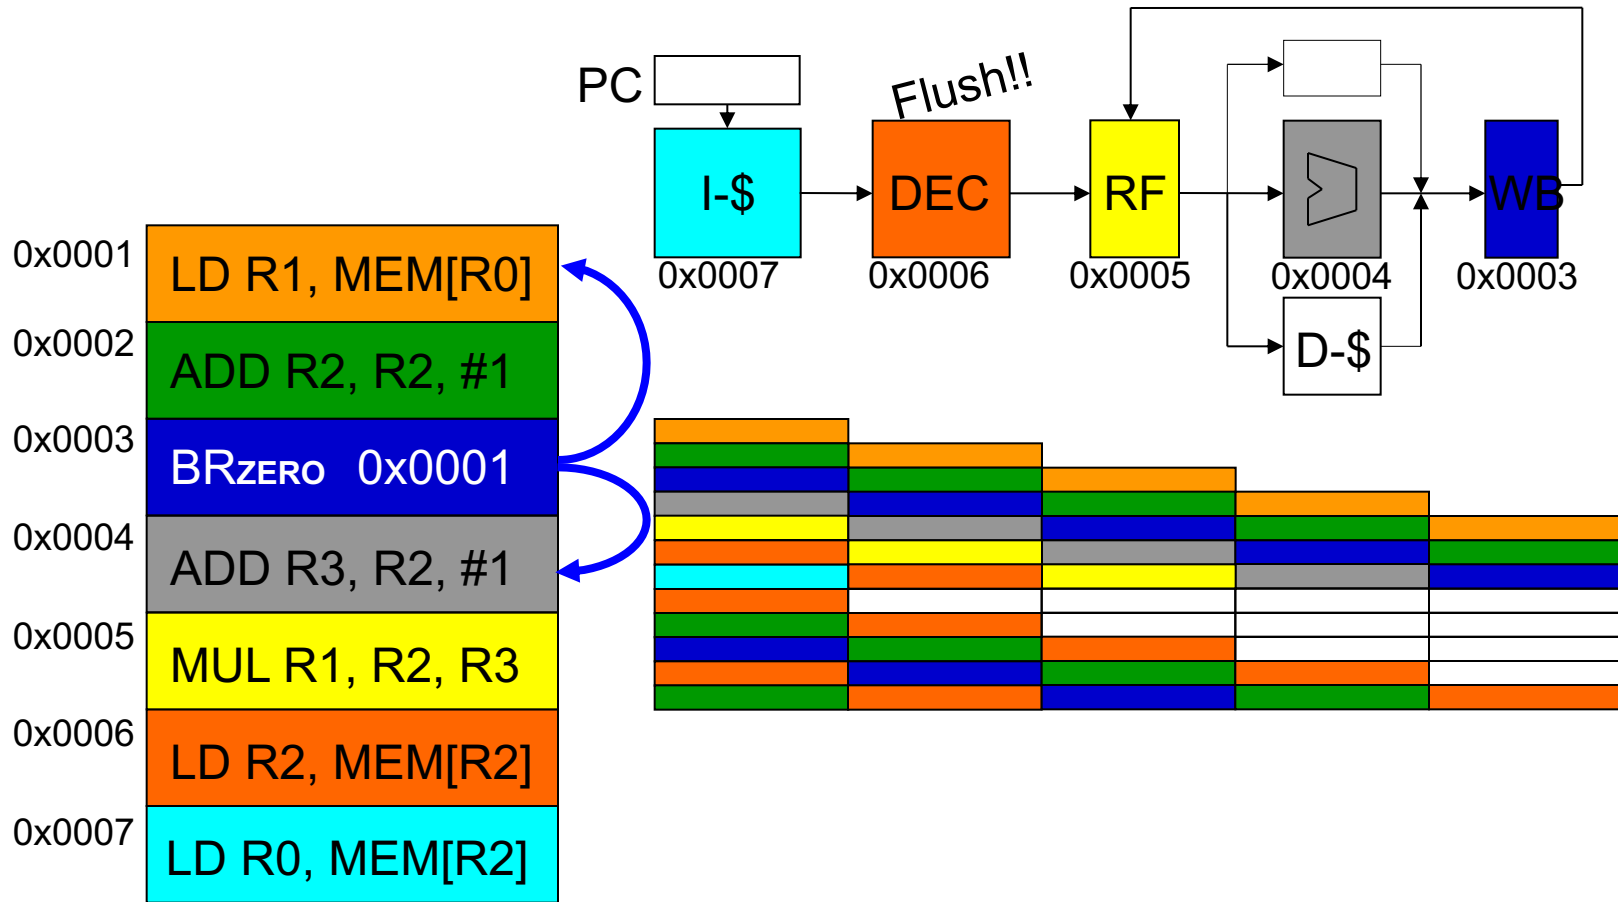 PC
Flush!!
I-$
DEC
RF
WB
0x0007
0x0006
0x0005
0x0004
0x0003
D-$
0x0001
LD R1, MEM[R0]
0x0002
ADD R2, R2, #1
0x0003
BRZERO 0x0001
0x0004
ADD R3, R2, #1
0x0005
MUL R1, R2, R3
0x0006
LD R2, MEM[R2]
0x0007
LD R0, MEM[R2]